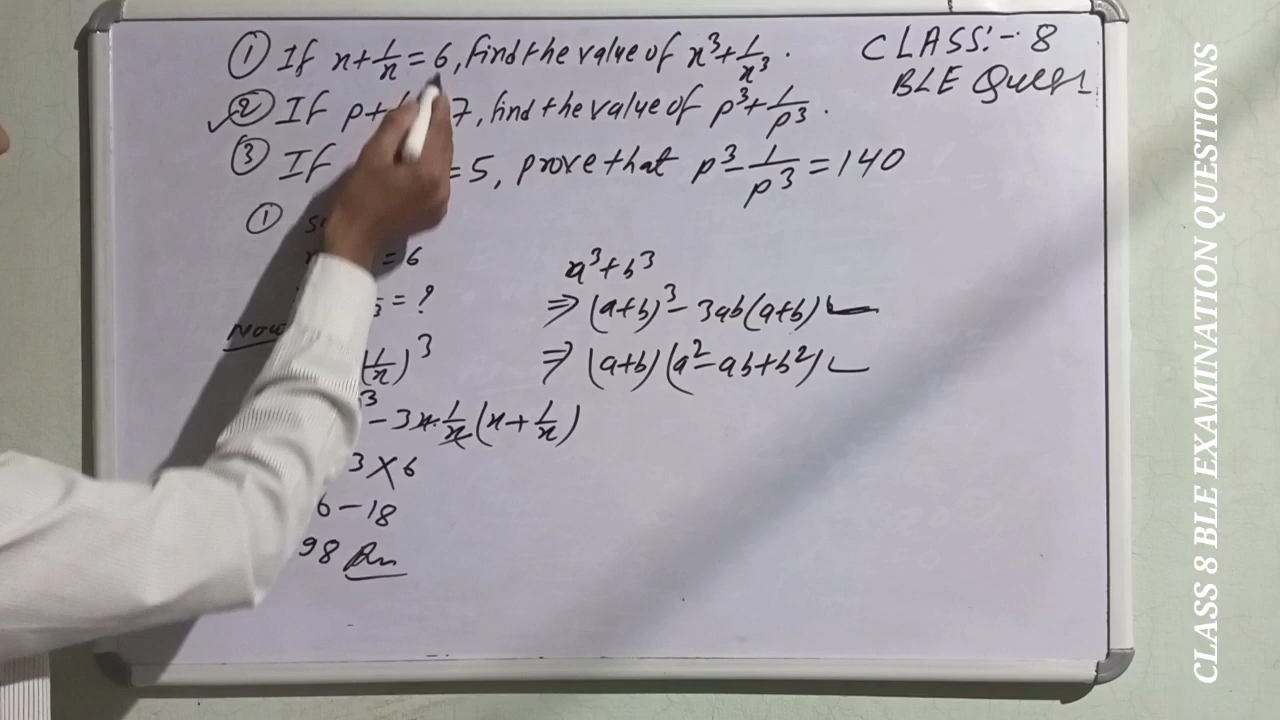 ① If x+1/x=6, find the value of x³+1/x³.
CLASS:- 8
BLE Ques
② If p+ 7, find the value of p³+1/p³.
③ If =5, prove that p³-1/p³=140
①
=6
= ?
Now
1/x)³
³-3x·1/x(x+1/x)
3×6
6-18
98 Ans
a³+b³
⇒ (a+b)³-3ab(a+b)
⇒ (a+b)(a²-ab+b²)
CLASS 8 BLE EXAMINATION QUESTIONS